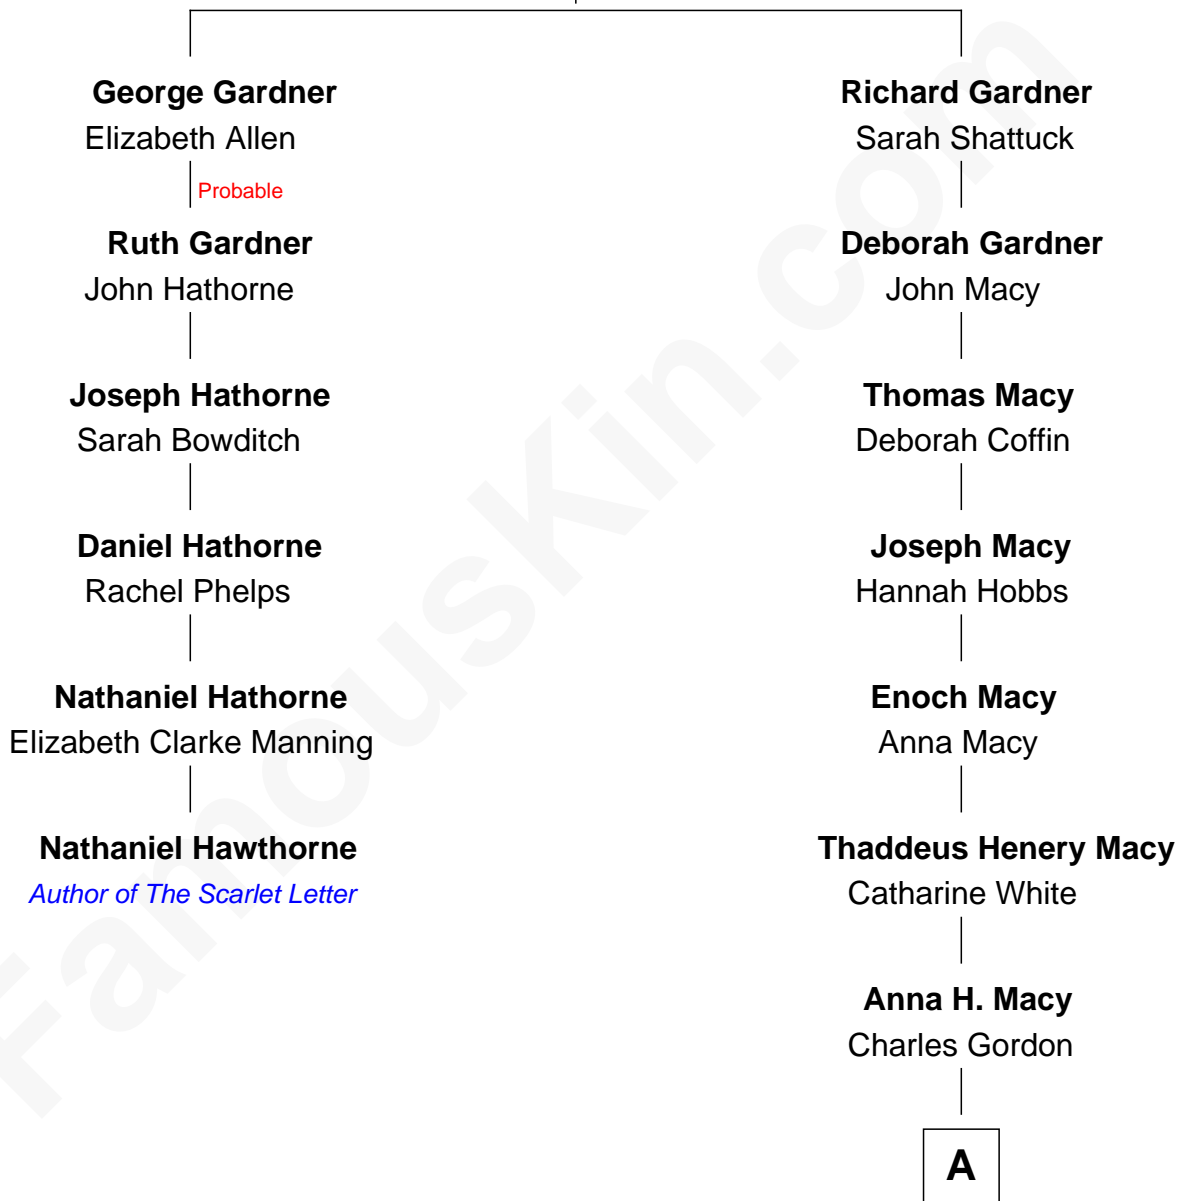 George Gardner
Elizabeth Allen
Probable
Ruth Gardner
John Hathorne
Joseph Hathorne
Sarah Bowditch
Daniel Hathorne
Rachel Phelps
Nathaniel Hathorne
Elizabeth Clarke Manning
Nathaniel Hawthorne
Author of The Scarlet Letter
Richard Gardner
Sarah Shattuck
Deborah Gardner
John Macy
Thomas Macy
Deborah Coffin
Joseph Macy
Hannah Hobbs
Enoch Macy
Anna Macy
Thaddeus Henery Macy
Catharine White
Anna H. Macy
Charles Gordon
A
FamousKin.com